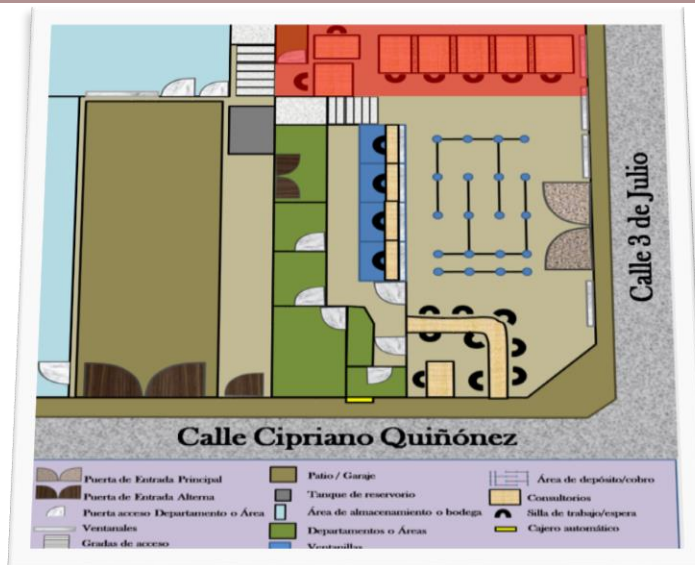 Calle 3 de Julio
Calle Cipriano Quiñónez
Puerta de Entrada Principal
Puerta de Entrada Alterna
Puerta acceso Departamento o Área
Ventanales
Gradas de acceso
Patio / Garaje
Tanque de reservorio
Área de almacenamiento o bodega
Departamentos o Áreas
Ventanillas
Área de depósito/cobro
Consultorios
Silla de trabajo/espera
Cajero automático